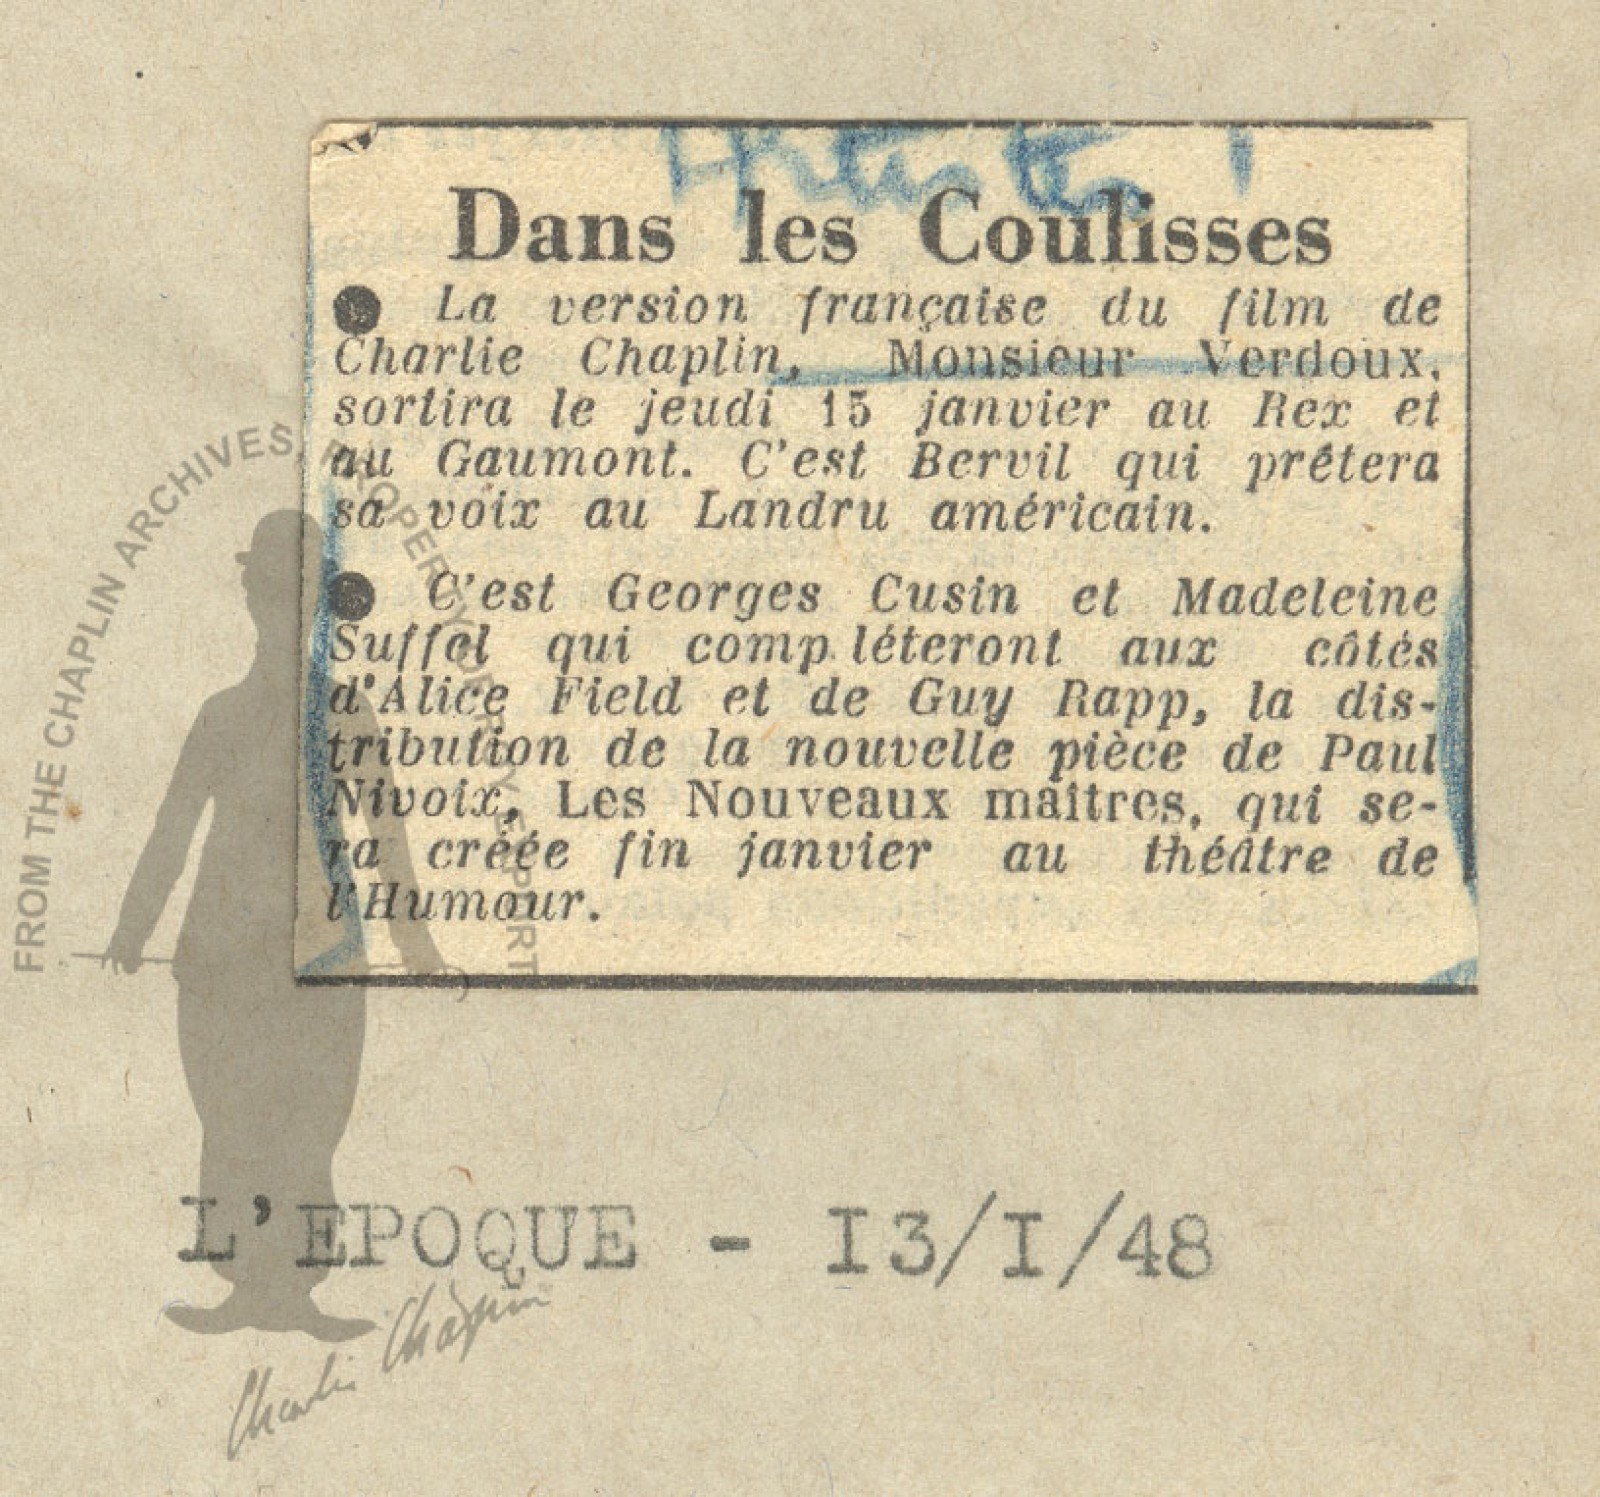 Dans les Coulisses
● La version française du film de
Charlie Chaplin, Monsieur Verdoux,
sortira le jeudi 15 janvier au Rex et
au Gaumont. C'est Bervil qui prêtera
sa voix au Landru américain.
● C'est Georges Cusin et Madeleine
Suffel qui compléteront aux côtés
d'Alice Field et de Guy Rapp, la dis-
tribution de la nouvelle pièce de Paul
Nivoix, Les Nouveaux maîtres, qui se-
ra créée fin janvier au théâtre de
l'Humour.
FROM THE CHAPLIN ARCHIVES, PROPERTY OF ROY EXPORT
L'EPOQUE - I3/I/48
Charlie Chaplin